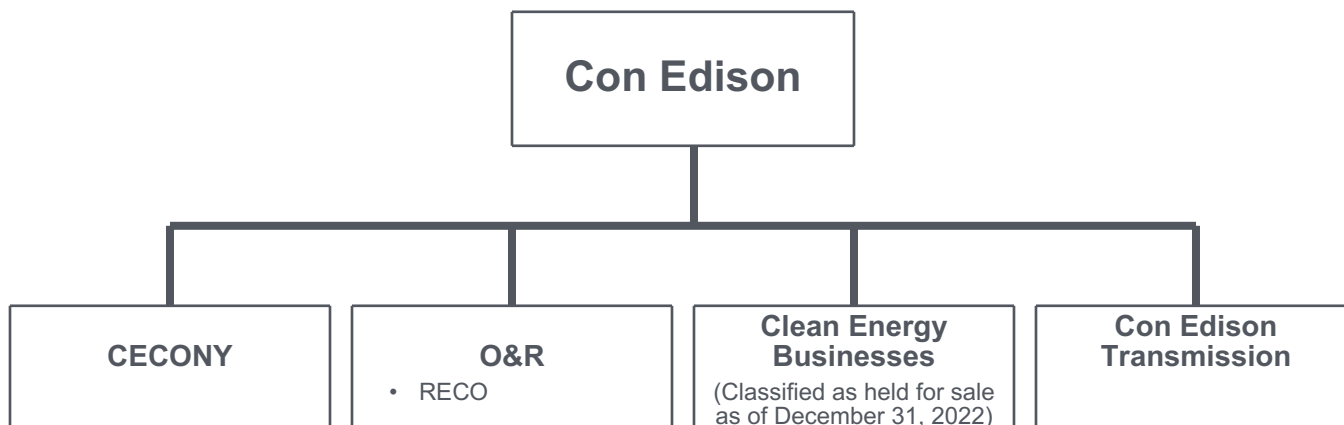 Con Edison
CECONY
O&R
• RECO
Clean Energy
Businesses
(Classified as held for sale
as of December 31, 2022)
Con Edison
Transmission